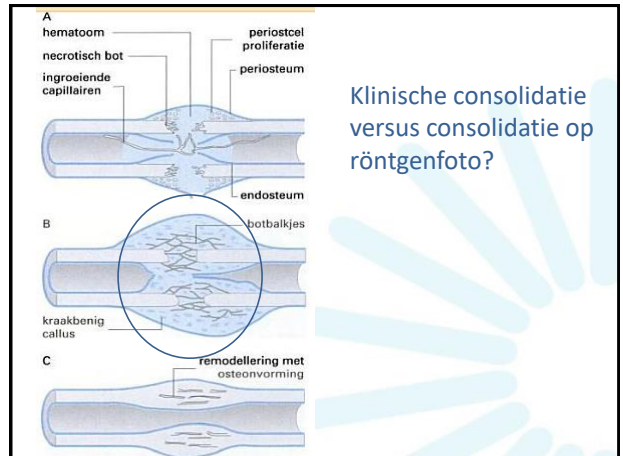 A
hematoom
necrotisch bot
ingroeiende
capillairen
periostcel
proliferatie
periosteum
endosteum
B
botbalkjes
kraakbenig
callus
C
remodellering met
osteonvorming
Klinische consolidatie
versus consolidatie op
röntgenfoto?